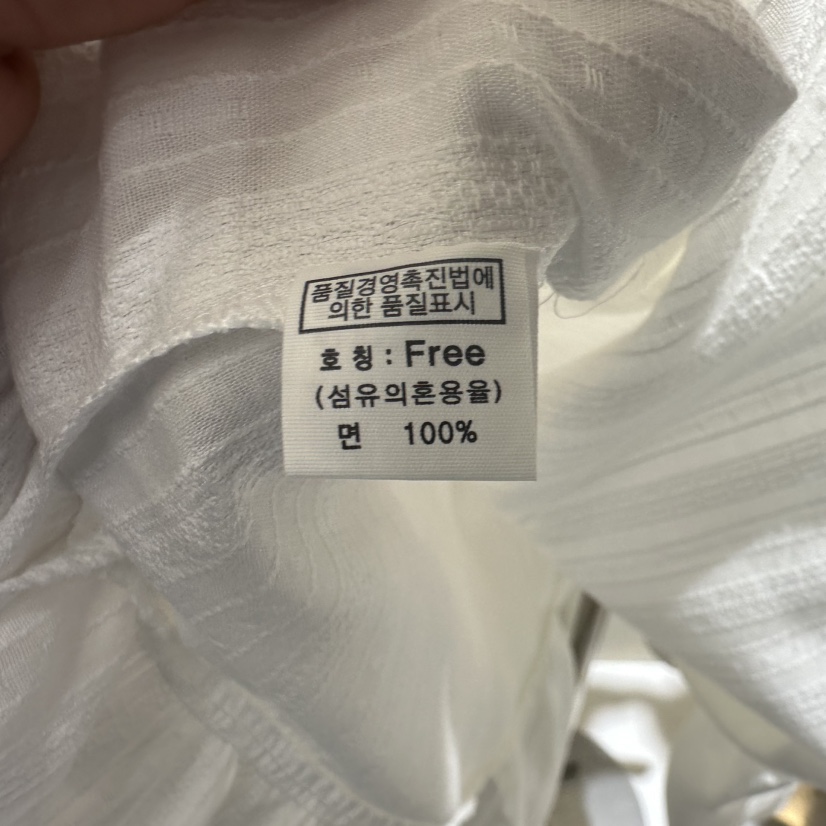 품질경영촉진법에
의한 품질표시
호 칭 : Free
(섬유의혼용율)
면 100%